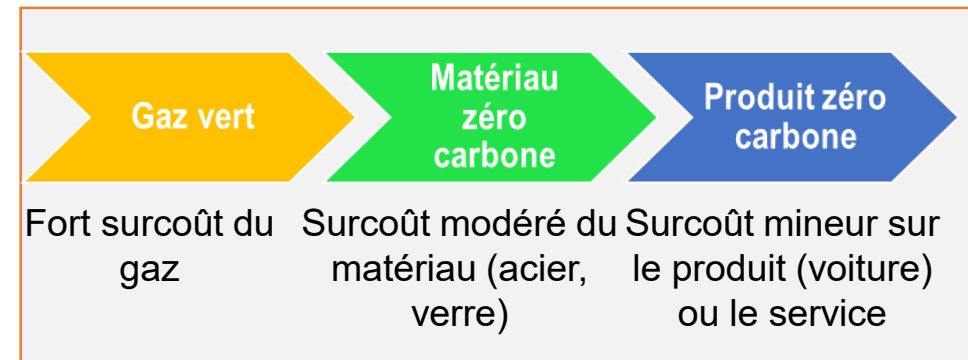 Gaz vert
Matériau
zéro
carbone
Produit zéro
carbone
Fort surcoût du
gaz
Surcoût modéré du
matériau (acier,
verre)
Surcoût mineur sur
le produit (voiture)
ou le service